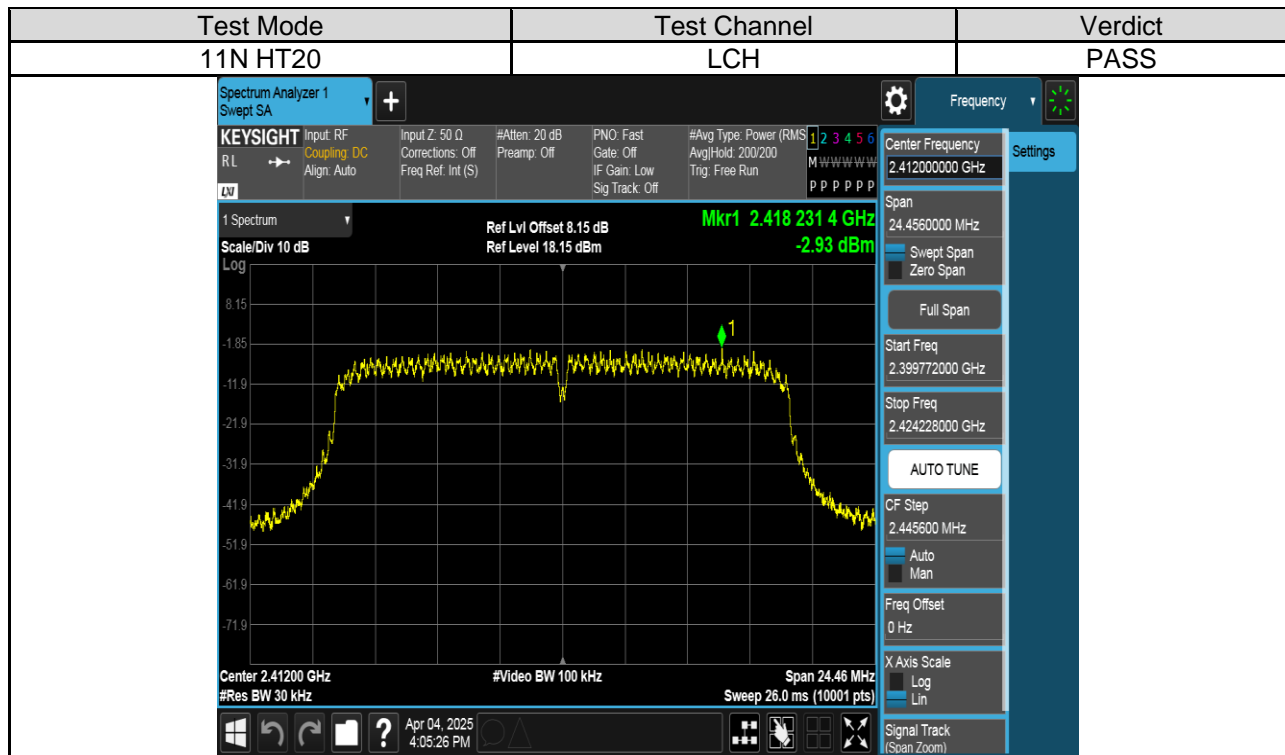 Test Mode Test Channel Verdict
11N HT20 LCH PASS
Spectrum Analyzer 1
Swept SA
Frequency
KEYSIGHT Input: RF Input Z: 50 Ω #Atten: 20 dB PNO: Fast #Avg Type: Power (RMS 1 2 3 4 5 6
RL Coupling: DC Corrections: Off Preamp: Off Gate: Off Avg|Hold: 200/200 M W W W W W
Align: Auto Freq Ref: Int (S) IF Gain: Low Trig: Free Run
LXI Sig Track: Off P P P P P P
1 Spectrum
Scale/Div 10 dB
Ref Lvl Offset 8.15 dB
Ref Level 18.15 dBm
Mkr1 2.418 231 4 GHz
-2.93 dBm
Log
8.15
-1.85
-11.9
-21.9
-31.9
-41.9
-51.9
-61.9
-71.9
1
Center 2.41200 GHz #Video BW 100 kHz Span 24.46 MHz
#Res BW 30 kHz Sweep 26.0 ms (10001 pts)
? Apr 04, 2025
4:05:26 PM
Center Frequency
2.412000000 GHz
Settings
Span
24.4560000 MHz
Swept Span
Zero Span
Full Span
Start Freq
2.399772000 GHz
Stop Freq
2.424228000 GHz
AUTO TUNE
CF Step
2.445600 MHz
Auto
Man
Freq Offset
0 Hz
X Axis Scale
Log
Lin
Signal Track
(Span Zoom)